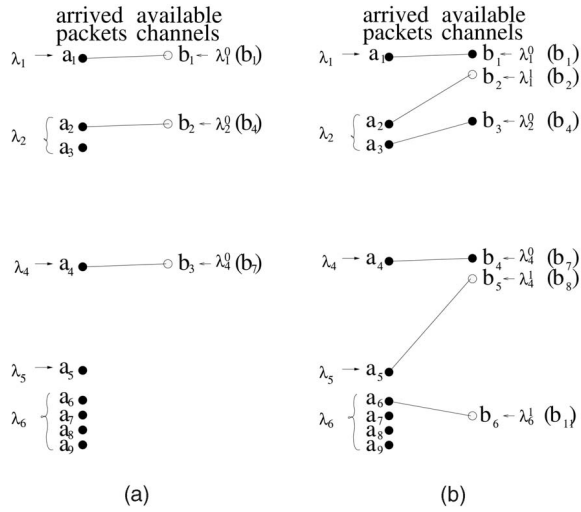 arrived packets available channels
λ1 a1 b1 λ1^0 (b1)
λ2 a2 b2 λ2^0 (b4)
a3
λ4 a4 b3 λ4^0 (b7)
λ5 a5
λ6 a6
a7
a8
a9
(a)
arrived packets available channels
λ1 a1 b1 λ1^0 (b1)
b2 λ1^1 (b2)
λ2 a2 b3 λ2^0 (b4)
a3
λ4 a4 b4 λ4^0 (b7)
b5 λ4^1 (b8)
λ5 a5
λ6 a6 b6 λ6^1 (b11)
a7
a8
a9
(b)